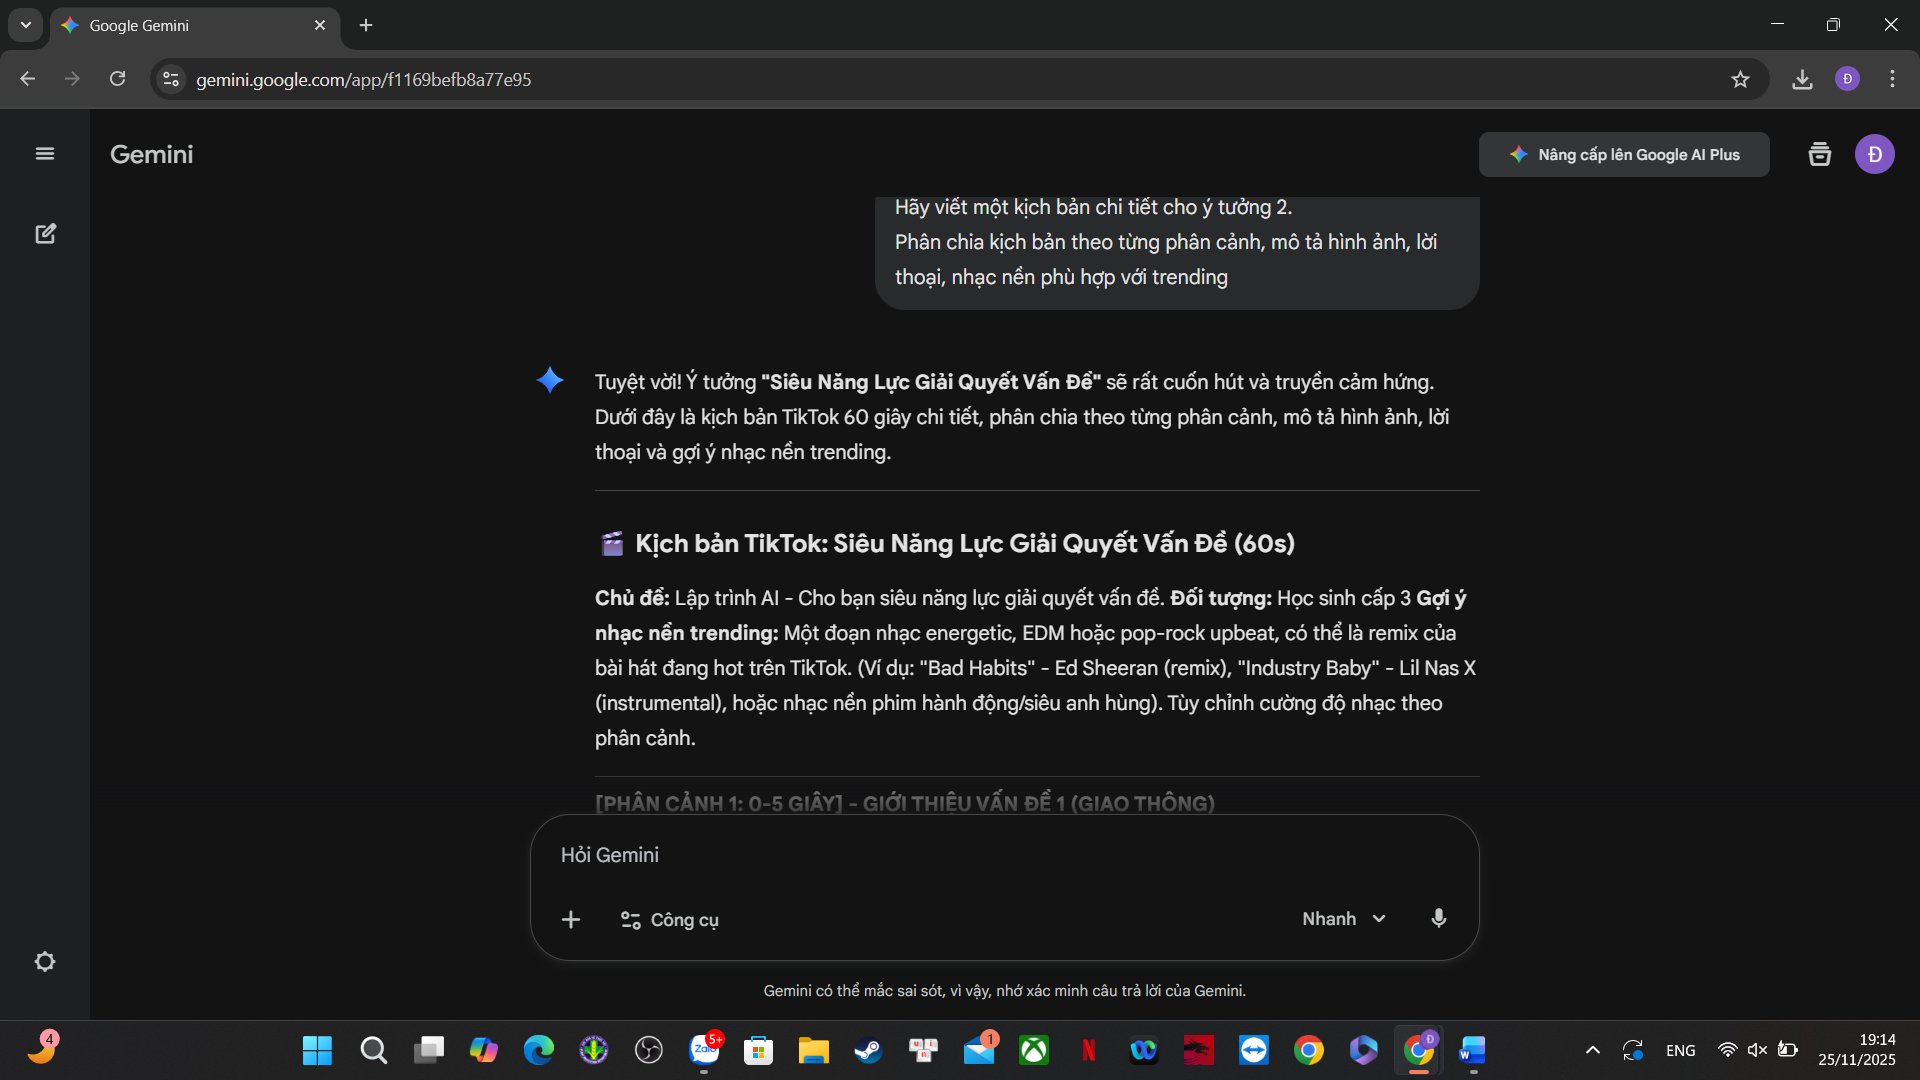 Google Gemini
gemini.google.com/app/f1169befb8a77e95
Đ
Gemini
Nâng cấp lên Google AI Plus
Đ
Hãy viết một kịch bản chi tiết cho ý tưởng 2.
Phân chia kịch bản theo từng phân cảnh, mô tả hình ảnh, lời
thoại, nhạc nền phù hợp với trending
Tuyệt vời! Ý tưởng "Siêu Năng Lực Giải Quyết Vấn Đề" sẽ rất cuốn hút và truyền cảm hứng.
Dưới đây là kịch bản TikTok 60 giây chi tiết, phân chia theo từng phân cảnh, mô tả hình ảnh, lời
thoại và gợi ý nhạc nền trending.
Kịch bản TikTok: Siêu Năng Lực Giải Quyết Vấn Đề (60s)
Chủ đề: Lập trình AI - Cho bạn siêu năng lực giải quyết vấn đề. Đối tượng: Học sinh cấp 3 Gợi ý
nhạc nền trending: Một đoạn nhạc energetic, EDM hoặc pop-rock upbeat, có thể là remix của
bài hát đang hot trên TikTok. (Ví dụ: "Bad Habits" - Ed Sheeran (remix), "Industry Baby" - Lil Nas X
(instrumental), hoặc nhạc nền phim hành động/siêu anh hùng). Tùy chỉnh cường độ nhạc theo
phân cảnh.
[PHÂN CẢNH 1: 0-5 GIÂY] - GIỚI THIỆU VẤN ĐỀ 1 (GIAO THÔNG)
Hỏi Gemini
Công cụ
Nhanh
Gemini có thể mắc sai sót, vì vậy, nhớ xác minh câu trả lời của Gemini.
4
Zalo
5+
1
N
Đ
W
ENG
19:14
25/11/2025